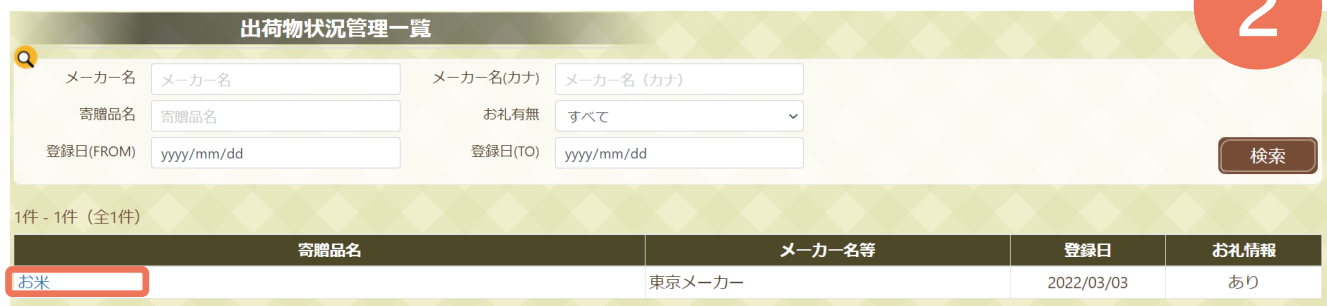 2
出荷物状況管理一覧
メーカー名 メーカー名 メーカー名(カナ) メーカー名（カナ）
寄贈品名 寄贈品名 お礼有無 すべて
登録日(FROM) yyyy/mm/dd 登録日(TO) yyyy/mm/dd
検索
1件 - 1件（全1件）
寄贈品名 メーカー名等 登録日 お礼情報
お米 東京メーカー 2022/03/03 あり